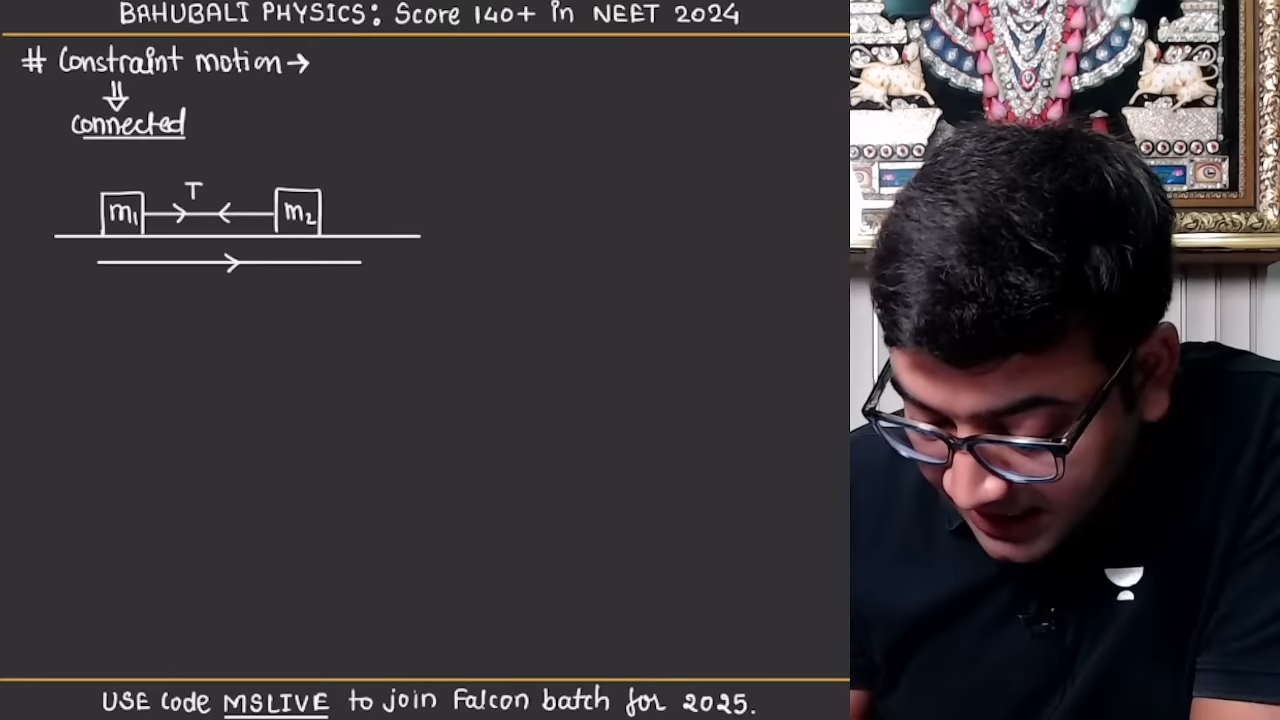 BAHUBALI PHYSICS: Score 140+ in NEET 2024
# Constraint motion →
connected
T
m₁ m₂
USE Code MSLIVE to join Falcon batch for 2025.